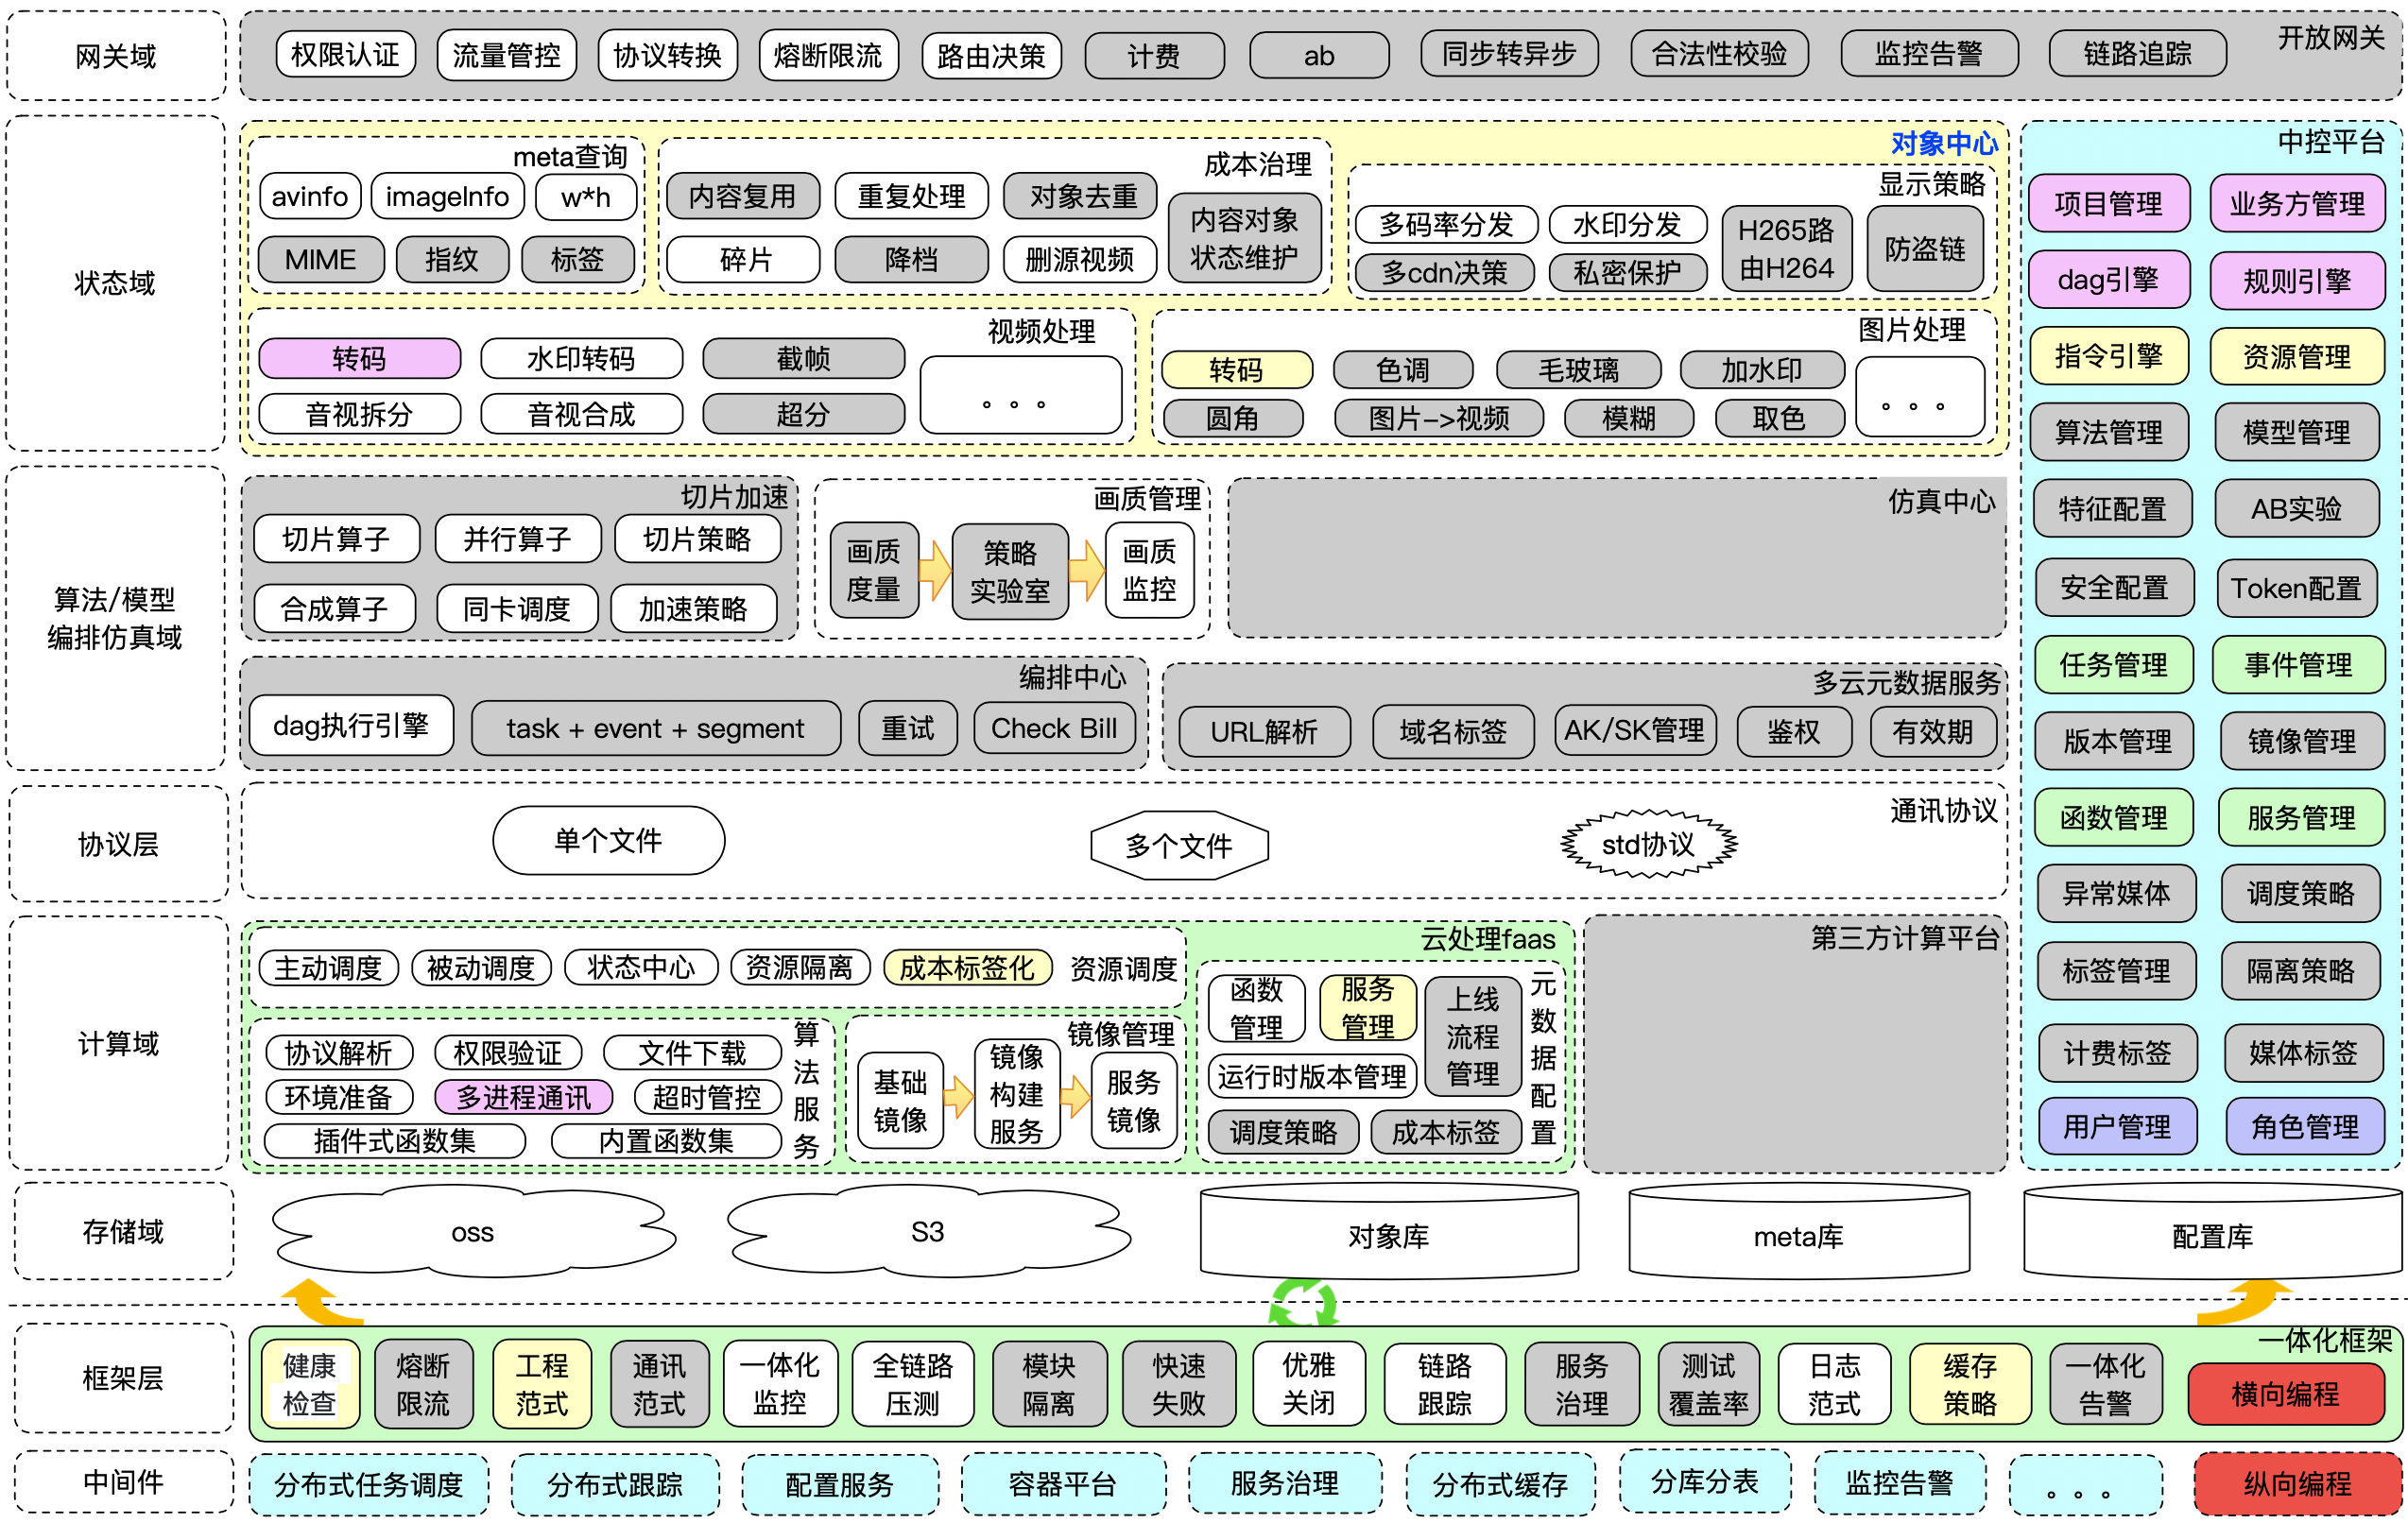 网关域
权限认证
流量管控
协议转换
熔断限流
路由决策
计费
ab
同步转异步
合法性校验
监控告警
链路追踪
开放网关
状态域
对象中心
meta查询
avinfo
imageInfo
w*h
MIME
指纹
标签
成本治理
内容复用
重复处理
对象去重
碎片
降档
删源视频
内容对象
状态维护
显示策略
多码率分发
水印分发
多cdn决策
私密保护
H265路
由H264
防盗链
视频处理
转码
水印转码
截帧
音视拆分
音视合成
超分
。。。
图片处理
转码
色调
毛玻璃
加水印
圆角
图片->视频
模糊
取色
。。。
中控平台
项目管理
业务方管理
dag引擎
规则引擎
指令引擎
资源管理
算法管理
模型管理
特征配置
AB实验
安全配置
Token配置
任务管理
事件管理
版本管理
镜像管理
函数管理
服务管理
异常媒体
调度策略
标签管理
隔离策略
计费标签
媒体标签
用户管理
角色管理
算法/模型
编排仿真域
切片加速
切片算子
并行算子
切片策略
合成算子
同卡调度
加速策略
画质管理
画质
度量
策略
实验室
画质
监控
仿真中心
编排中心
dag执行引擎
task + event + segment
重试
Check Bill
多云元数据服务
URL解析
域名标签
AK/SK管理
鉴权
有效期
协议层
单个文件
多个文件
std协议
通讯协议
计算域
云处理faas
主动调度
被动调度
状态中心
资源隔离
成本标签化
资源调度
协议解析
权限验证
文件下载
环境准备
多进程通讯
超时管控
插件式函数集
内置函数集
算
法
服
务
镜像管理
基础
镜像
镜像
构建
服务
服务
镜像
函数
管理
服务
管理
上线
流程
管理
运行时版本管理
调度策略
成本标签
元
数
据
配
置
第三方计算平台
存储域
oss
S3
对象库
meta库
配置库
框架层
一体化框架
健康
检查
熔断
限流
工程
范式
通讯
范式
一体化
监控
全链路
压测
模块
隔离
快速
失败
优雅
关闭
链路
跟踪
服务
治理
测试
覆盖率
日志
范式
缓存
策略
一体化
告警
横向编程
中间件
分布式任务调度
分布式跟踪
配置服务
容器平台
服务治理
分布式缓存
分库分表
监控告警
。。。
纵向编程